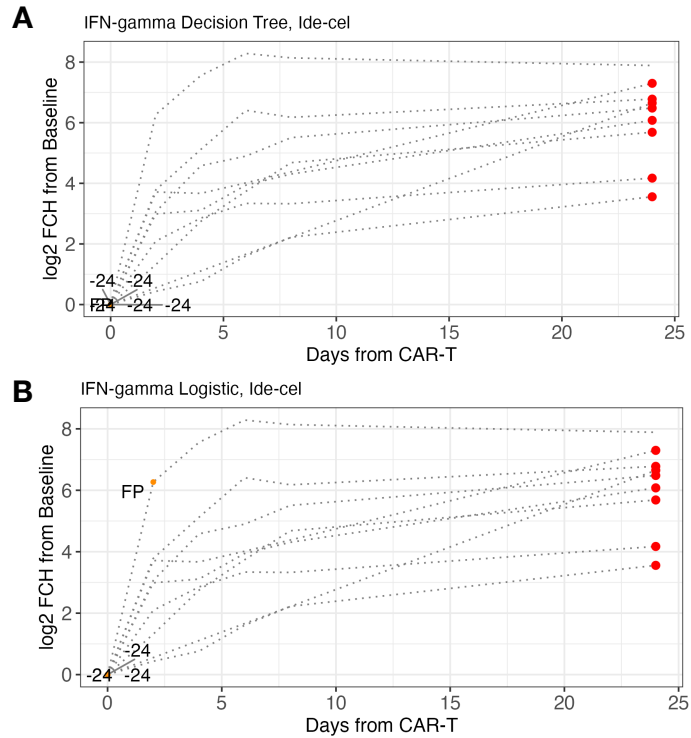 A
IFN-gamma Decision Tree, Ide-cel
log2 FCH from Baseline
8
6
4
2
0
-24 -24
FP -24 -24 -24
0 5 10 15 20 25
Days from CAR-T
B
IFN-gamma Logistic, Ide-cel
log2 FCH from Baseline
8
6
4
2
0
FP
-24
-24 -24
0 5 10 15 20 25
Days from CAR-T